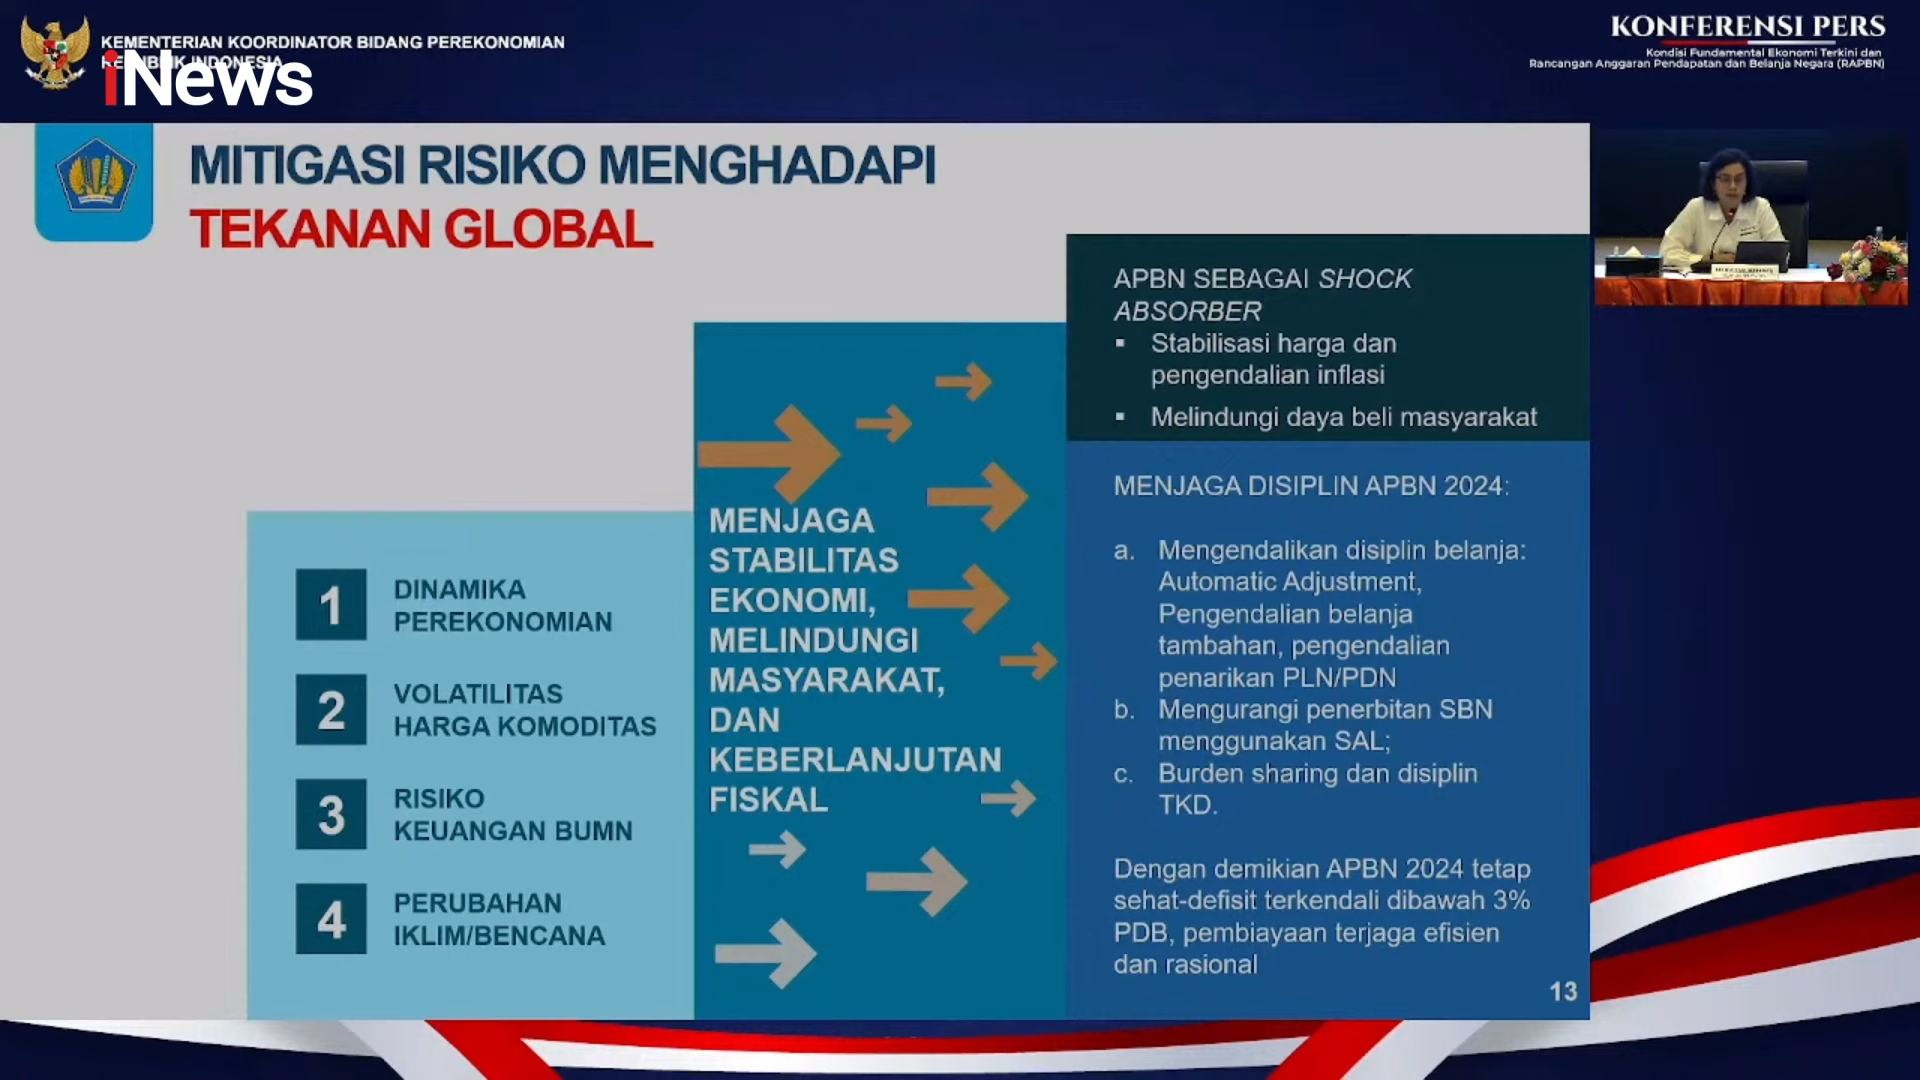 KEMENTERIAN KOORDINATOR BIDANG PEREKONOMIAN
REPUBLIK INDONESIA
iNews
KONFERENSI PERS
Kondisi Fundamental Ekonomi Terkini dan
Rancangan Anggaran Pendapatan dan Belanja Negara (RAPBN)
MITIGASI RISIKO MENGHADAPI
TEKANAN GLOBAL
1
DINAMIKA
PEREKONOMIAN
2
VOLATILITAS
HARGA KOMODITAS
3
RISIKO
KEUANGAN BUMN
4
PERUBAHAN
IKLIM/BENCANA
MENJAGA
STABILITAS
EKONOMI,
MELINDUNGI
MASYARAKAT,
DAN
KEBERLANJUTAN
FISKAL
APBN SEBAGAI SHOCK
ABSORBER
▪ Stabilisasi harga dan
pengendalian inflasi
▪ Melindungi daya beli masyarakat
MENJAGA DISIPLIN APBN 2024:
a. Mengendalikan disiplin belanja:
Automatic Adjustment,
Pengendalian belanja
tambahan, pengendalian
penarikan PLN/PDN
b. Mengurangi penerbitan SBN
menggunakan SAL;
c. Burden sharing dan disiplin
TKD.
Dengan demikian APBN 2024 tetap
sehat-defisit terkendali dibawah 3%
PDB, pembiayaan terjaga efisien
dan rasional
13